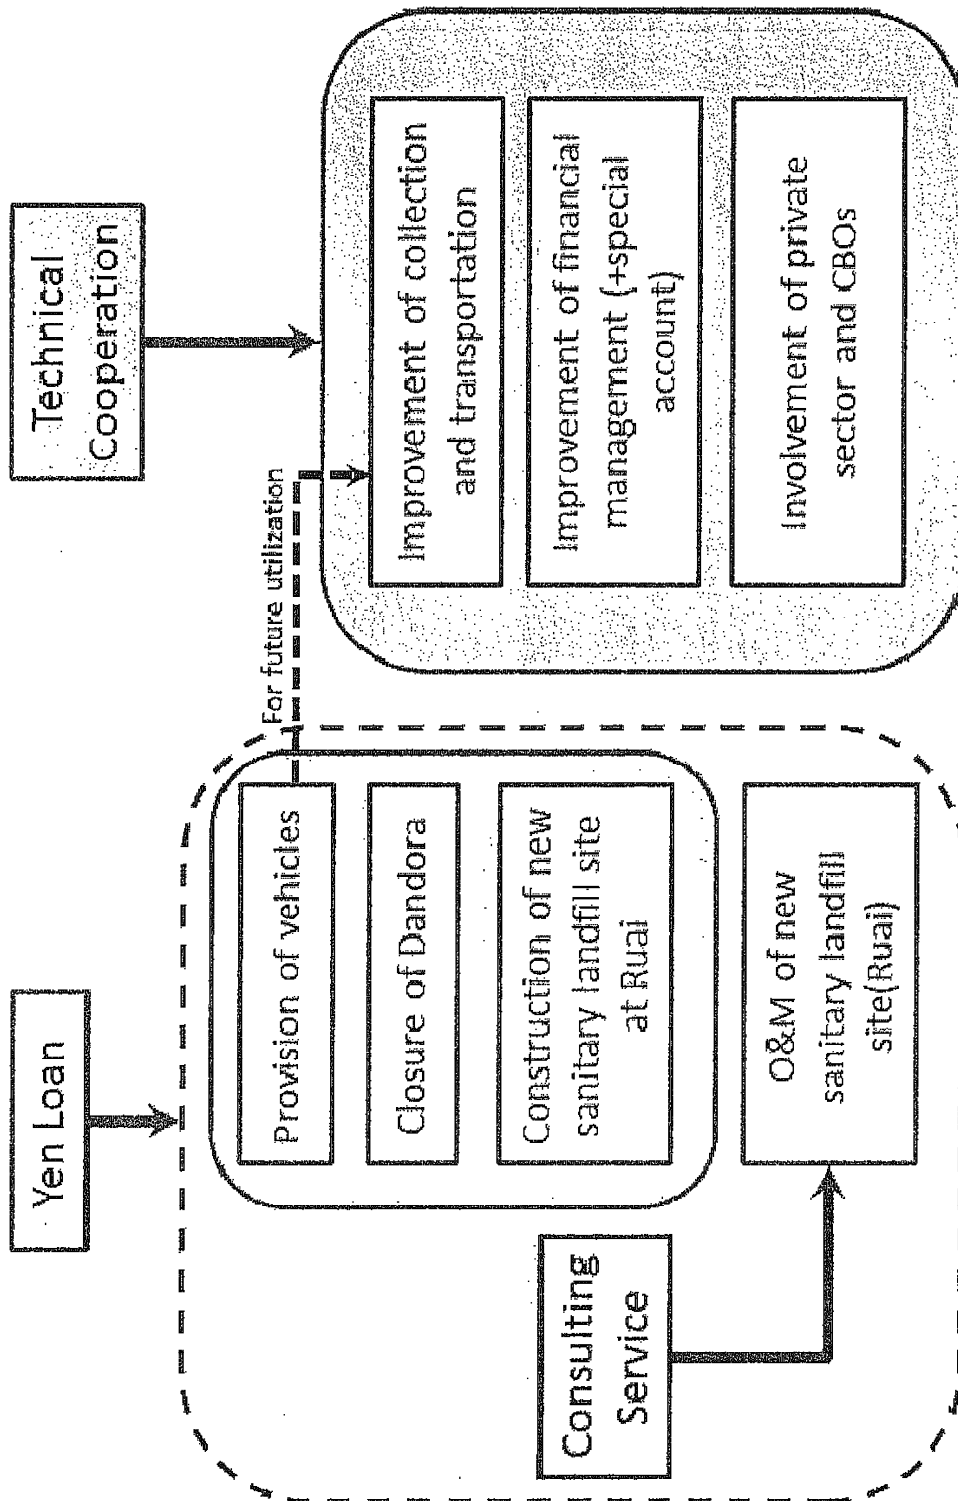 Yen Loan
Provision of vehicles
Closure of Dandora
Construction of new
sanitary landfill site
at Ruai
Consulting
Service
O&M of new
sanitary landfill
site(Ruai)
For future utilization
Technical
Cooperation
Improvement of collection
and transportation
Improvement of financial
management (+special
account)
Involvement of private
sector and CBOs